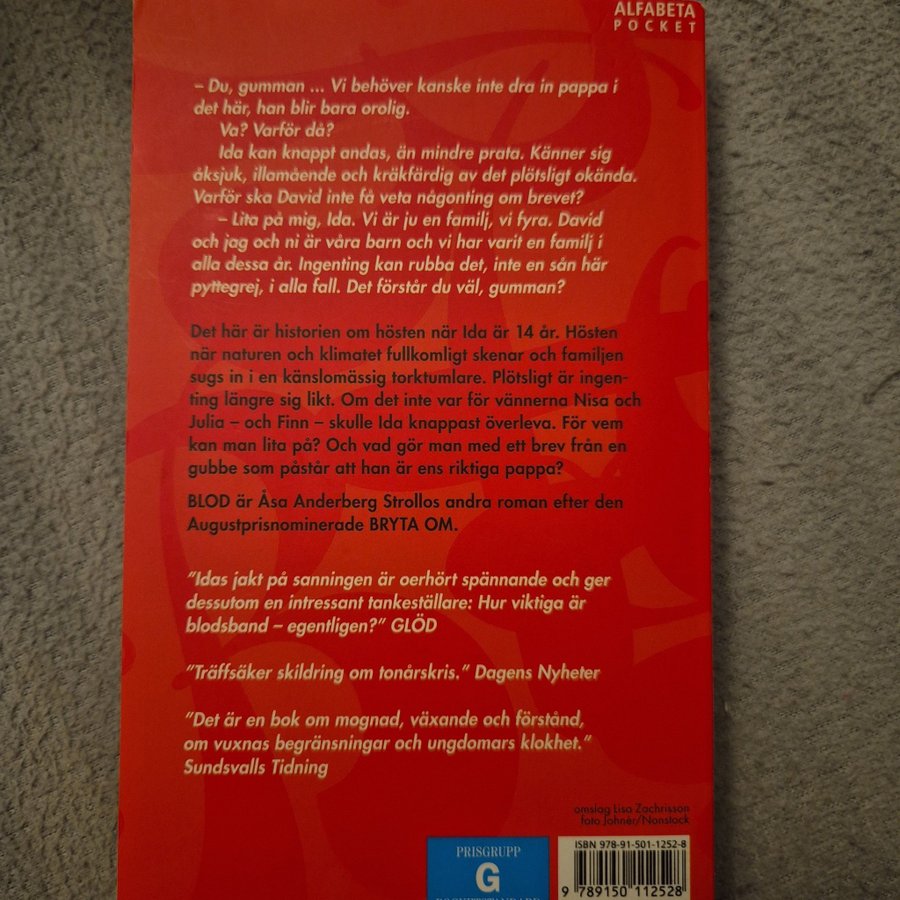 ALFABETA
POCKET
– Du, gumman ... Vi behöver kanske inte dra in pappa i
det här, han blir bara orolig.
Va? Varför då?
Ida kan knappt andas, än mindre prata. Känner sig
åksjuk, illamående och kräkfärdig av det plötsligt okända.
Varför ska David inte få veta någonting om brevet?
– Lita på mig, Ida. Vi är ju en familj, vi fyra. David
och jag och ni är våra barn och vi har varit en familj i
alla dessa år. Ingenting kan rubba det, inte en sån här
pyttegrej, i alla fall. Det förstår du väl, gumman?
Det här är historien om hösten när Ida är 14 år. Hösten
när naturen och klimatet fullkomligt skenar och familjen
sugs in i en känslomässig torktumlare. Plötsligt är ingen-
ting längre sig likt. Om det inte var för vännerna Nisa och
Julia – och Finn – skulle Ida knappast överleva. För vem
kan man lita på? Och vad gör man med ett brev från en
gubbe som påstår att han är ens riktiga pappa?
BLOD är Åsa Anderberg Strollos andra roman efter den
Augustprisnominerade BRYTA OM.
”Idas jakt på sanningen är oerhört spännande och ger
dessutom en intressant tankeställare: Hur viktiga är
blodsband – egentligen?” GLÖD
”Träffsäker skildring om tonårskris.” Dagens Nyheter
”Det är en bok om mognad, växande och förstånd,
om vuxnas begränsningar och ungdomars klokhet.”
Sundsvalls Tidning
omslag Lisa Zachrisson
foto Johnér/Nonstock
PRISGRUPP
G
ISBN 978-91-501-1252-8
9 789150 112528